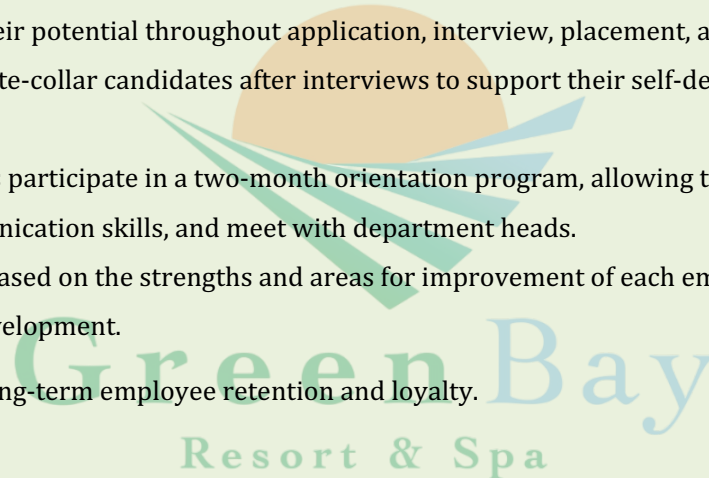 eir potential throughout application, interview, placement, a
te-collar candidates after interviews to support their self-de
participate in a two-month orientation program, allowing t
nication skills, and meet with department heads.
ased on the strengths and areas for improvement of each em
velopment.
ng-term employee retention and loyalty.
Green Bay
Resort & Spa